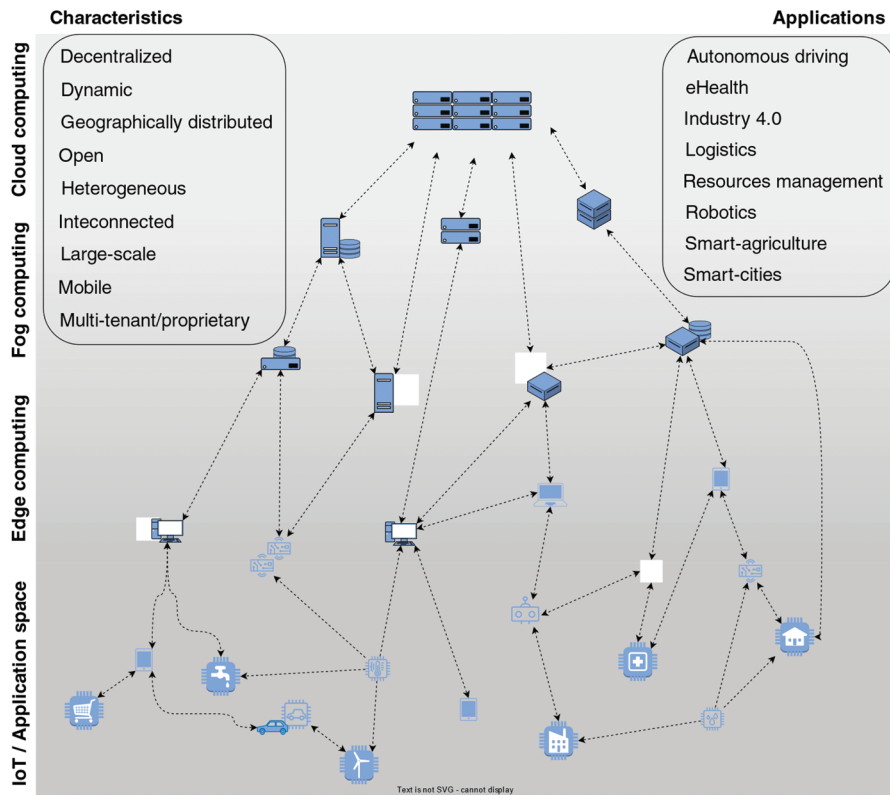 Characteristics
Applications
Decentralized
Dynamic
Geographically distributed
Open
Heterogeneous
Inteconnected
Large-scale
Mobile
Multi-tenant/proprietary
Autonomous driving
eHealth
Industry 4.0
Logistics
Resources management
Robotics
Smart-agriculture
Smart-cities
Cloud computing
Fog computing
Edge computing
IoT / Application space
Text is not SVG - cannot display